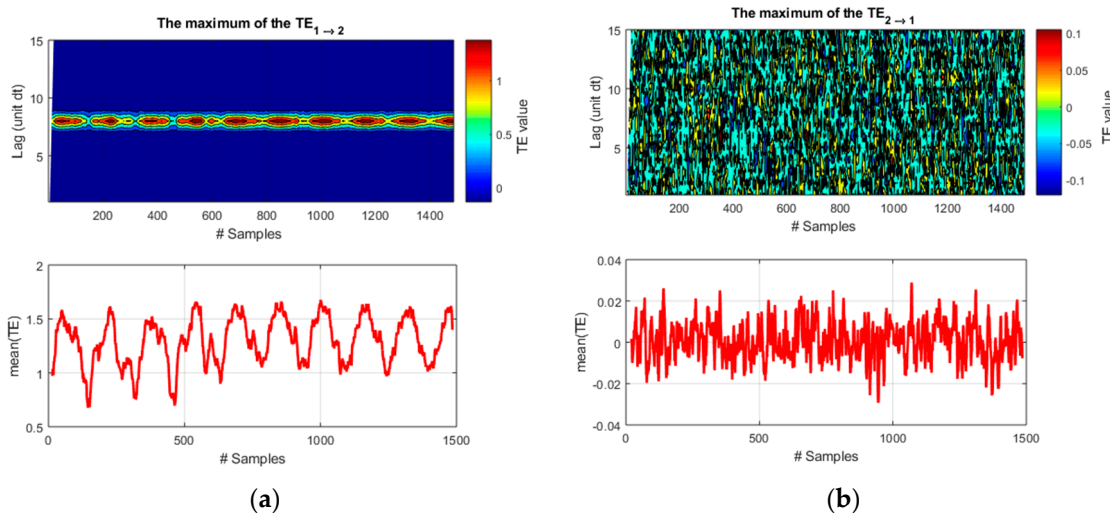 The maximum of the TE1→2
15
10
5
Lag (unit dt)
200 400 600 800 1000 1200 1400
# Samples
1
0.5
0
TE value
The maximum of the TE2→1
15
10
5
Lag (unit dt)
200 400 600 800 1000 1200 1400
# Samples
0.1
0.05
0
-0.05
-0.1
TE value
2
1.5
1
0.5
mean(TE)
0 500 1000 1500
# Samples
0.04
0.02
0
-0.02
-0.04
mean(TE)
0 500 1000 1500
# Samples
(a)
(b)